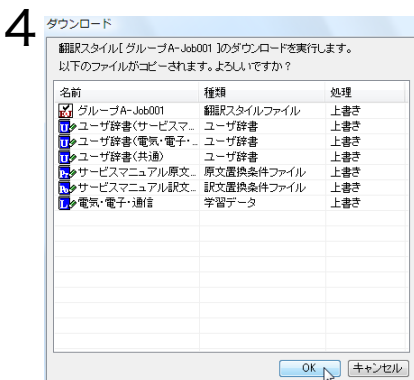 4
ダウンロード
翻訳スタイル[ グループA-Job001 ]のダウンロードを実行します。
以下のファイルがコピーされます。よろしいですか？
名前 種類 処理
グループA-Job001 翻訳スタイルファイル 上書き
ユーザ辞書(サービスマ... ユーザ辞書 上書き
ユーザ辞書(電気・電子・... ユーザ辞書 上書き
ユーザ辞書(共通) ユーザ辞書 上書き
サービスマニュアル原文... 原文置換条件ファイル 上書き
サービスマニュアル訳文... 訳文置換条件ファイル 上書き
電気・電子・通信 学習データ 上書き
OK キャンセル